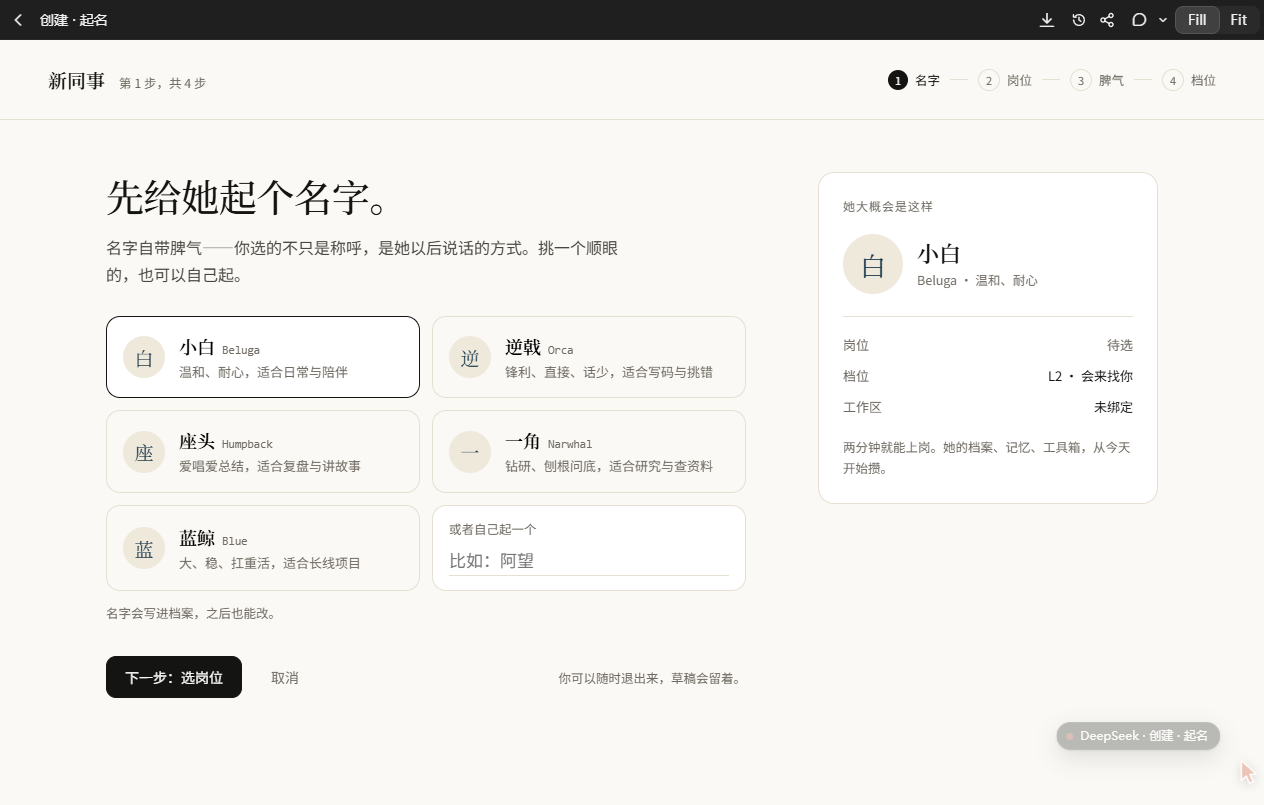 创建 · 起名
Fill
Fit
新同事
第 1 步，共 4 步
1 名字
2 岗位
3 脾气
4 档位
先给她起个名字。
名字自带脾气——你选的不只是称呼，是她以后说话的方式。挑一个顺眼
的，也可以自己起。
白
小白 Beluga
温和、耐心，适合日常与陪伴
逆
逆戟 Orca
锋利、直接、话少，适合写码与挑错
座
座头 Humpback
爱唱爱总结，适合复盘与讲故事
一
一角 Narwhal
钻研、刨根问底，适合研究与查资料
蓝
蓝鲸 Blue
大、稳、扛重活，适合长线项目
或者自己起一个
比如：阿望
名字会写进档案，之后也能改。
下一步：选岗位
取消
你可以随时退出来，草稿会留着。
她大概会是这样
白
小白
Beluga · 温和、耐心
岗位
待选
档位
L2 · 会来找你
工作区
未绑定
两分钟就能上岗。她的档案、记忆、工具箱，从今天
开始攒。
DeepSeek · 创建 · 起名